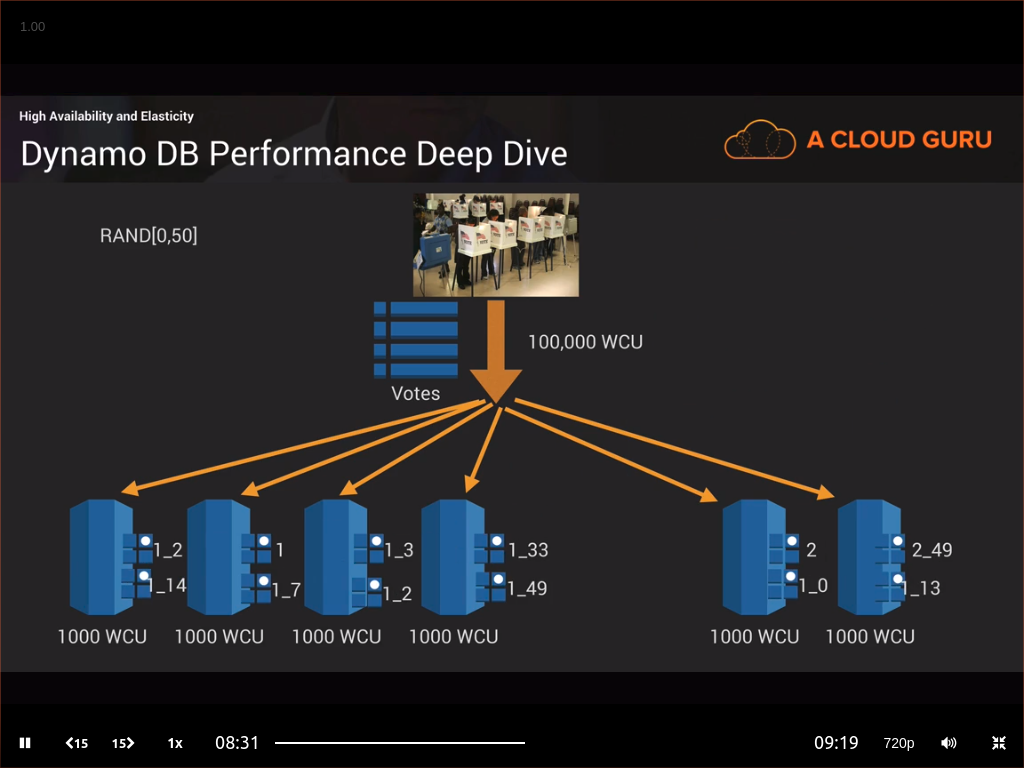 1.00
High Availability and Elasticity
Dynamo DB Performance Deep Dive
A CLOUD GURU
RAND[0,50]
100,000 WCU
Votes
1_2 1 1_3 1_33 2 2_49
1_14 1_7 1_2 1_49 1_0 1_13
1000 WCU 1000 WCU 1000 WCU 1000 WCU 1000 WCU 1000 WCU
15 15 1x 08:31 09:19 720p